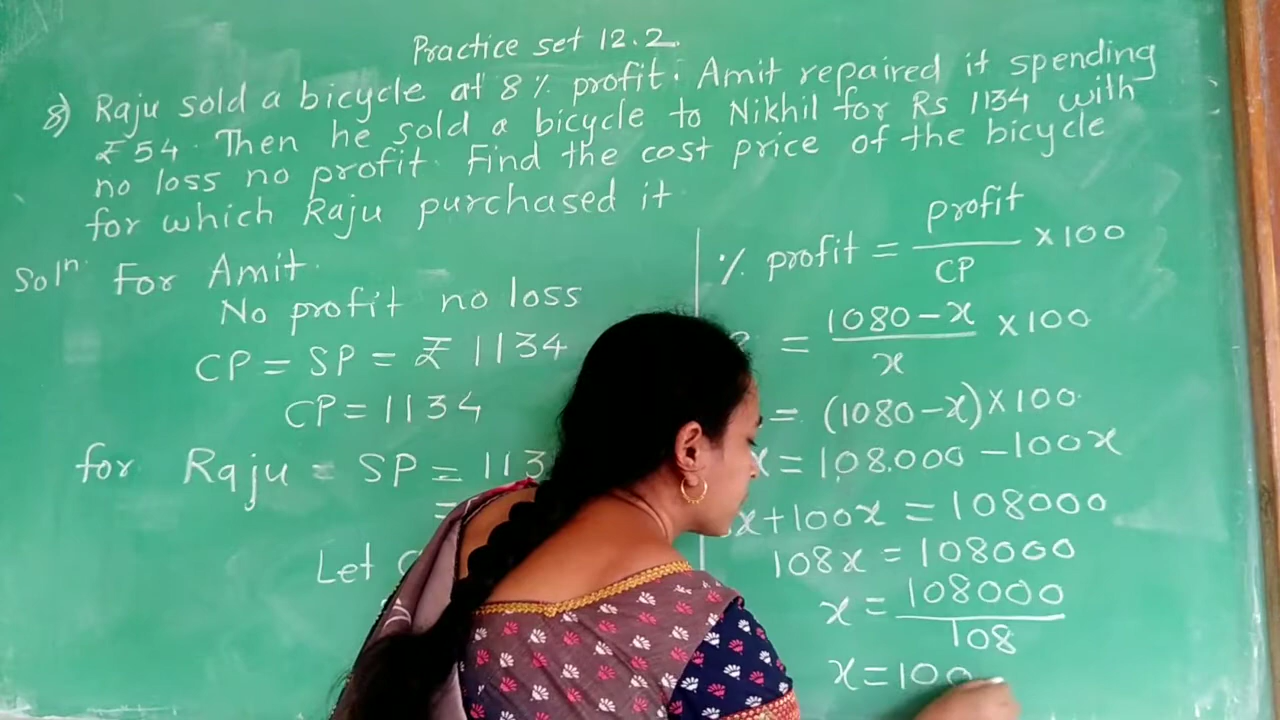 Practice set 12.2.
8) Raju sold a bicycle at 8% profit. Amit repaired it spending
₹54. Then he sold a bicycle to Nikhil for Rs 1134 with
no loss no profit. Find the cost price of the bicycle
for which Raju purchased it
Solⁿ. For Amit.
No profit no loss
CP = SP = ₹ 1134
CP = 1134
for Raju = SP = 113
=
Let
% profit = profit/CP ×100
= 1080-x/x ×100
= (1080-x)×100.
x = 108.000 -100x
x+100x = 108000
108x = 108000
x = 108000/108
x = 100